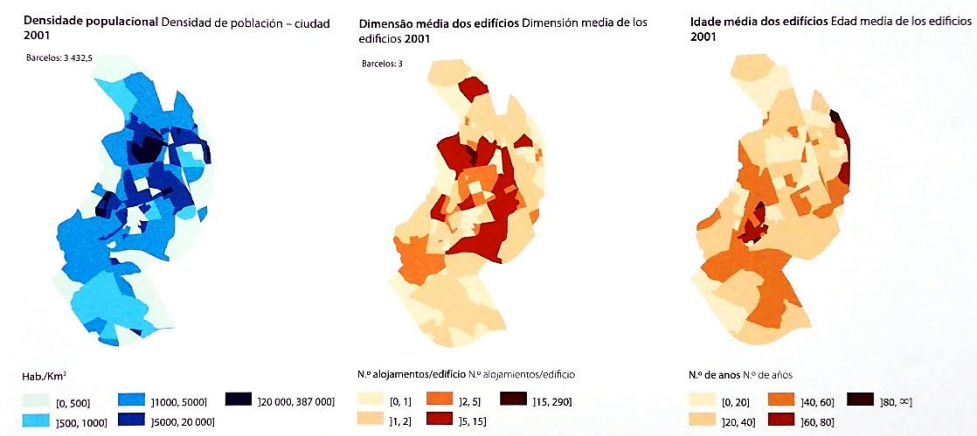 Densidade populacional Densidad de población – ciudad
2001
Barcelos: 3 432,5
Hab./Km²
[0, 500]
]500, 1000]
]1000, 5000]
]5000, 20 000]
]20 000, 387 000]
Dimensão média dos edifícios Dimensión media de los
edificios 2001
Barcelos: 3
N.º alojamentos/edifício N.º alojamientos/edificio
[0, 1]
]1, 2]
]2, 5]
]5, 15]
]15, 290]
Idade média dos edifícios Edad media de los edificios
2001
N.º de anos N.º de años
[0, 20]
]20, 40]
]40, 60]
]60, 80]
]80, ∞]